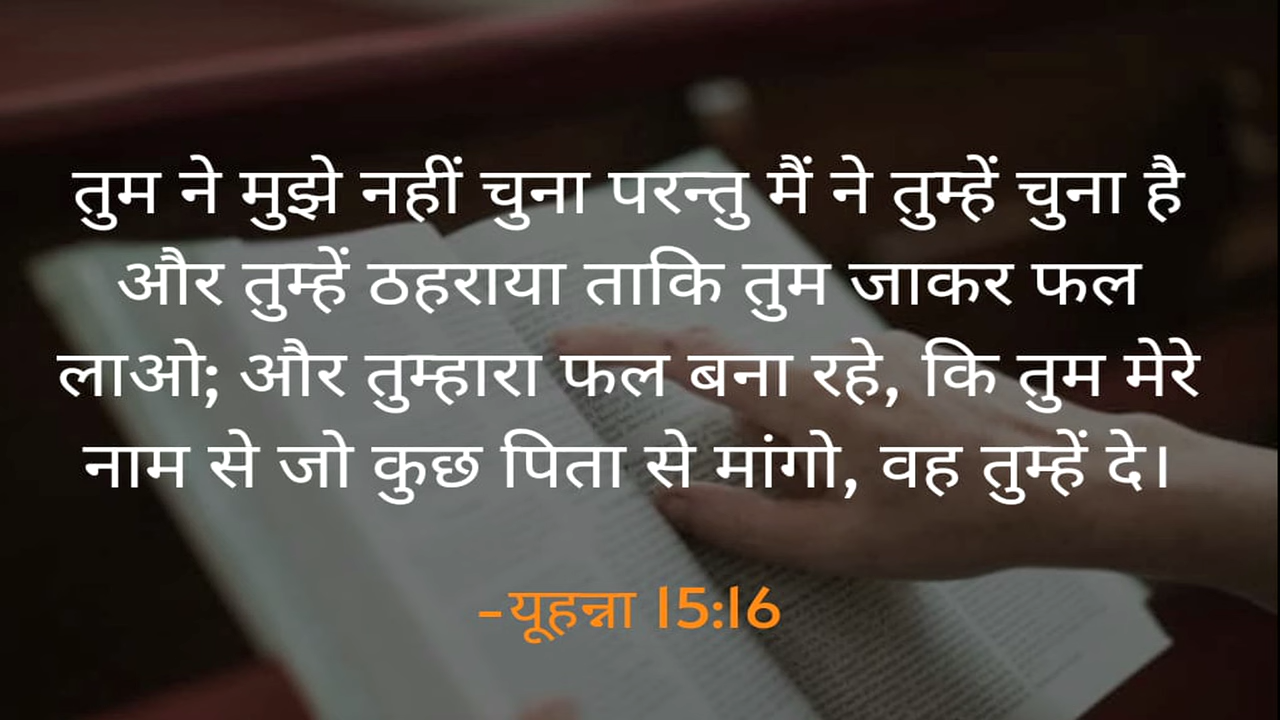 तुम ने मुझे नहीं चुना परन्तु मैं ने तुम्हें चुना है
और तुम्हें ठहराया ताकि तुम जाकर फल
लाओ; और तुम्हारा फल बना रहे, कि तुम मेरे
नाम से जो कुछ पिता से मांगो, वह तुम्हें दे।
-यूहन्ना 15:16